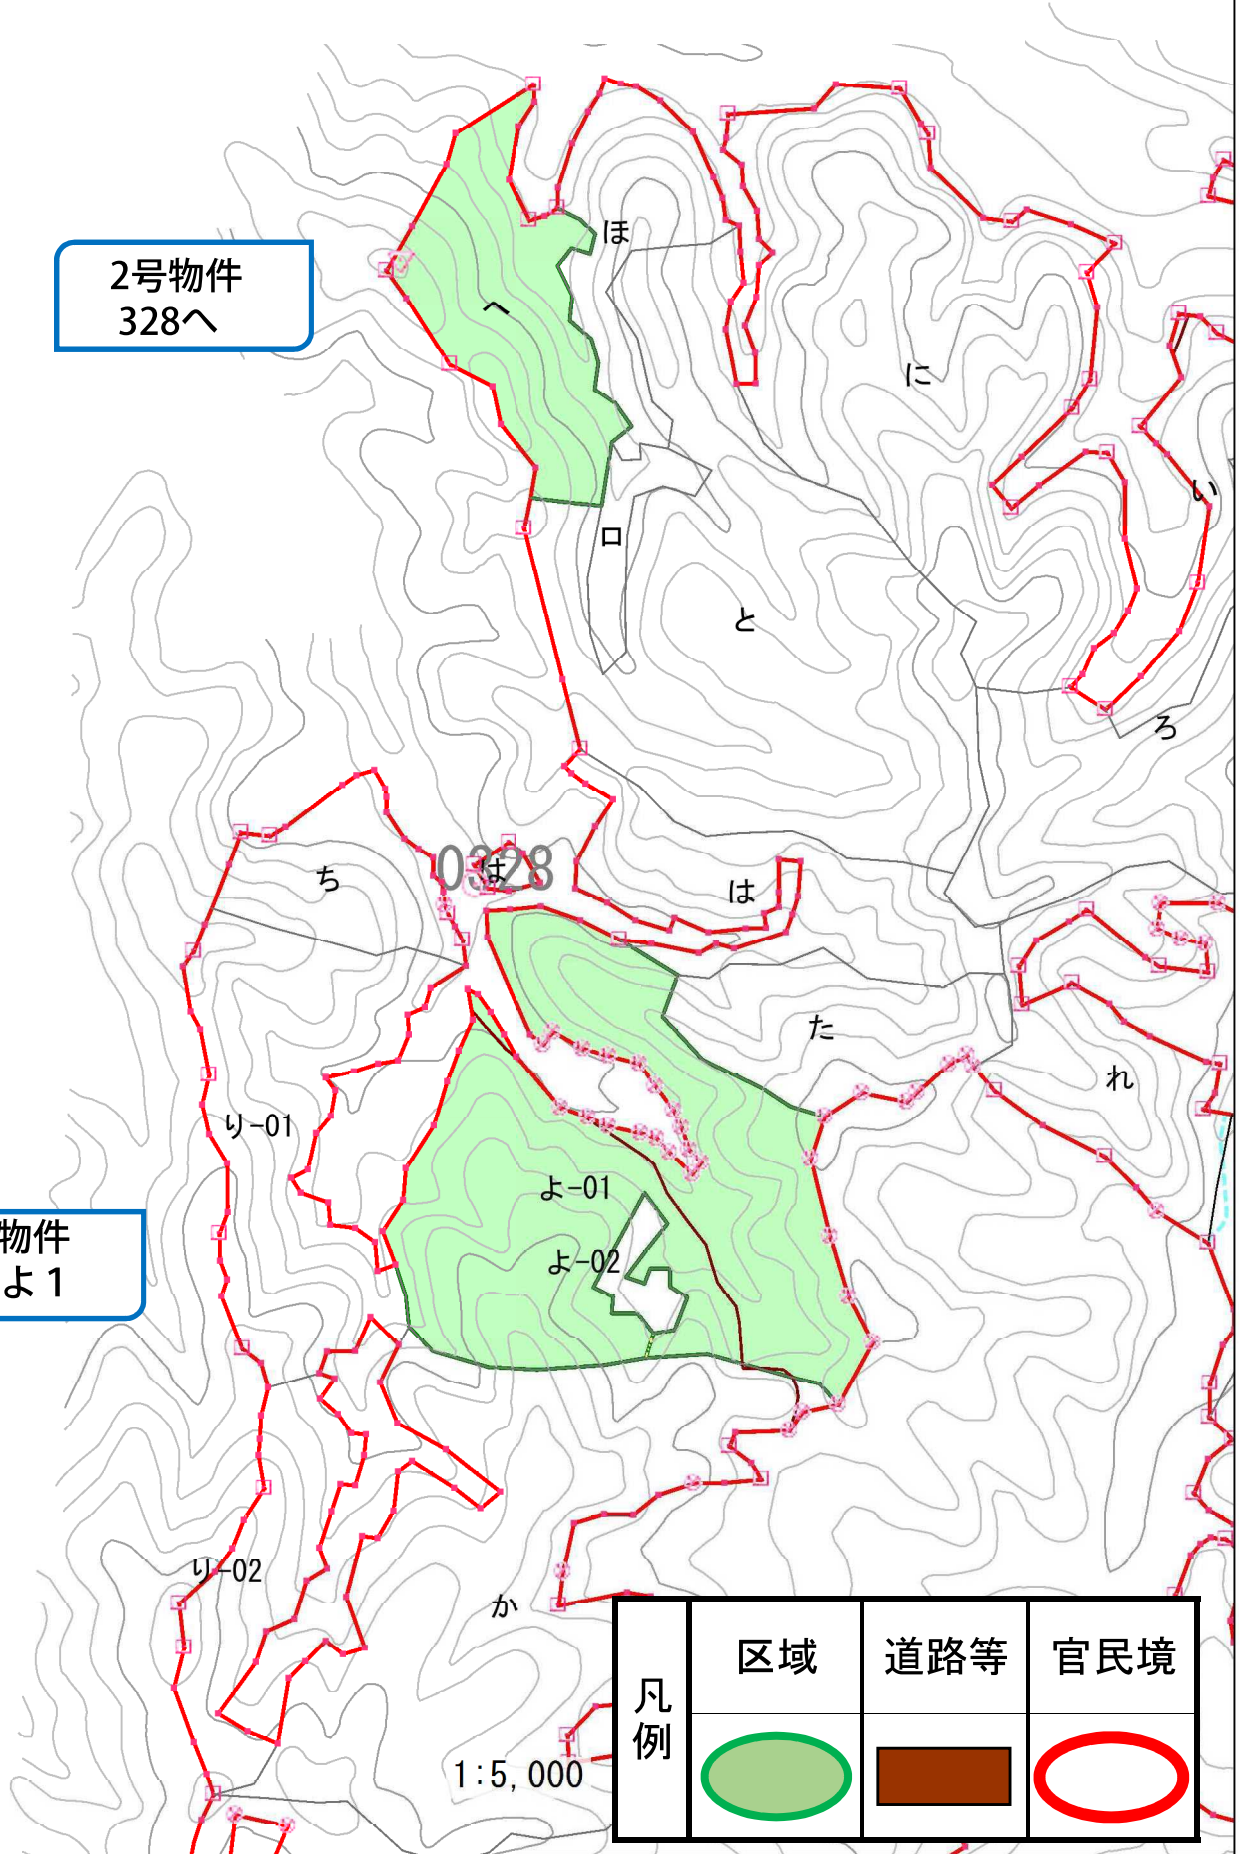 ほ
2号物件
328へ
へ
に
い
ロ
と
ろ
ち
0328
は
は
た
れ
り-01
よ-01
物件
よ1
よ-02
り-02
か
凡例
区域
道路等
官民境
1:5,000